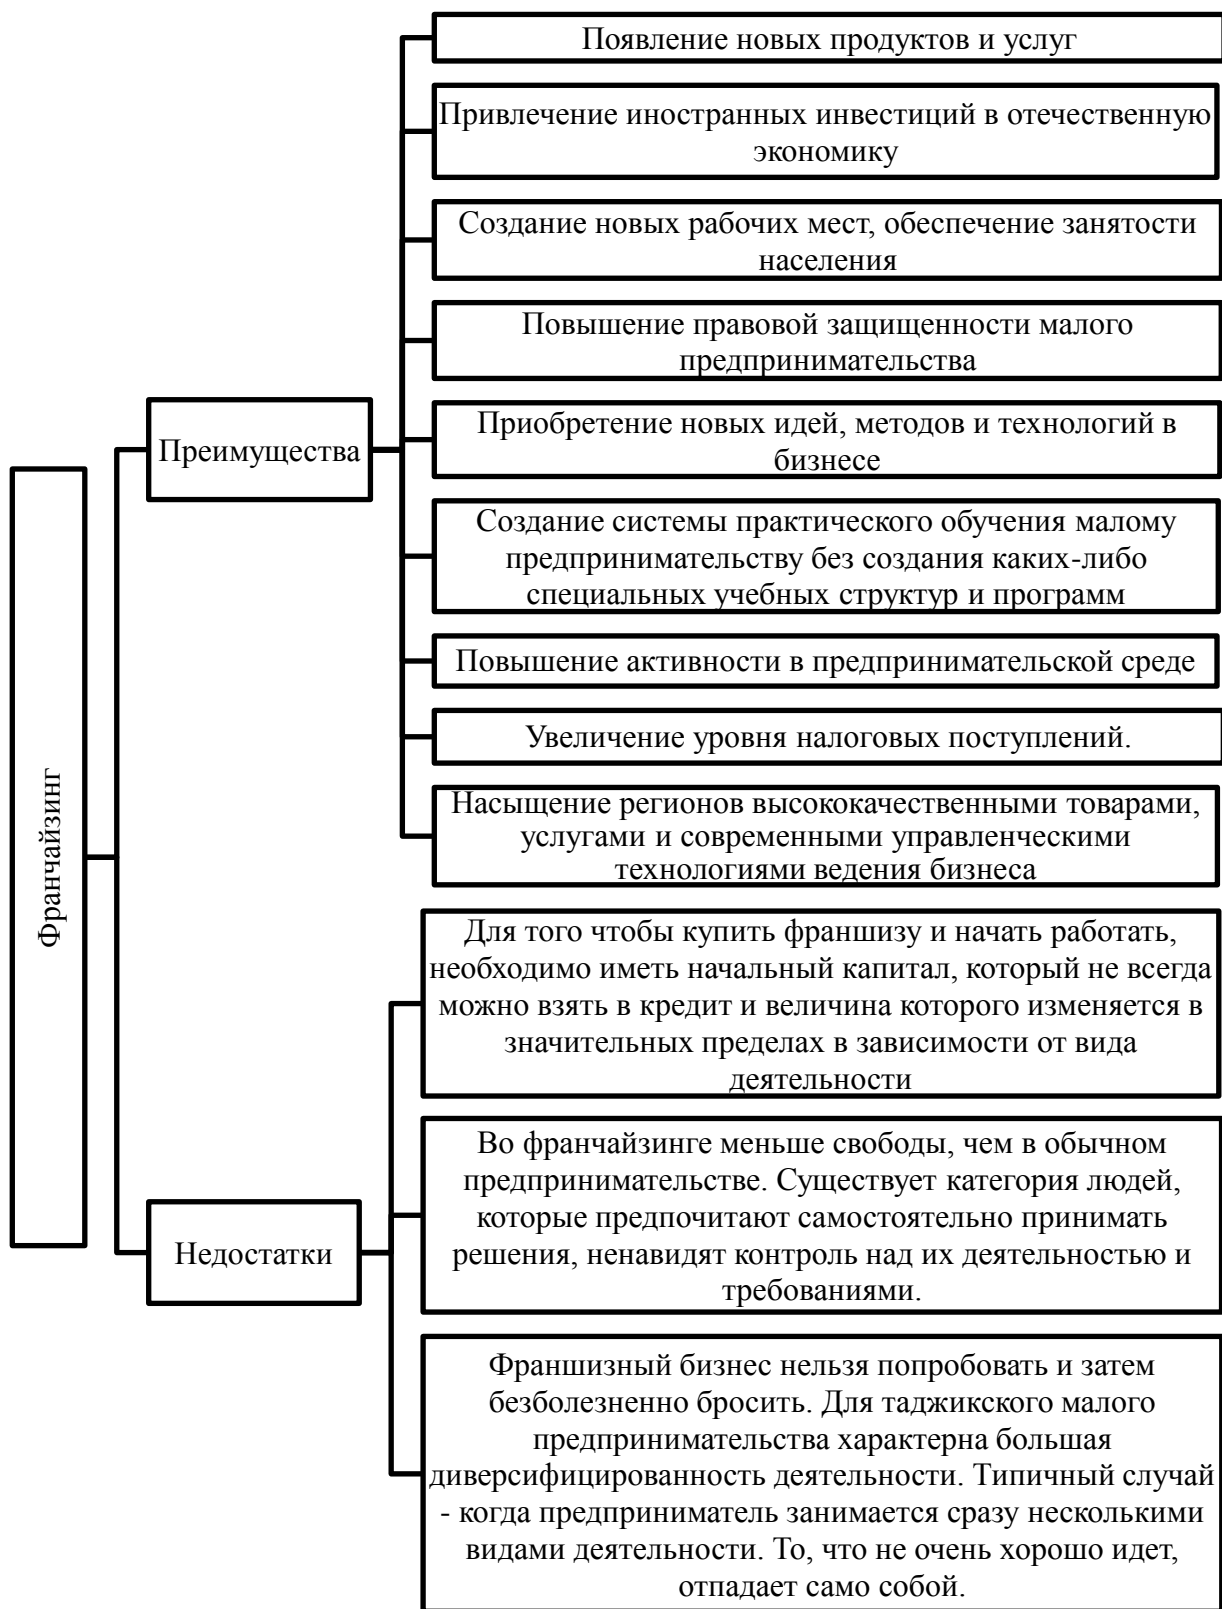 Франчайзинг
Преимущества
Появление новых продуктов и услуг
Привлечение иностранных инвестиций в отечественную
экономику
Создание новых рабочих мест, обеспечение занятости
населения
Повышение правовой защищенности малого
предпринимательства
Приобретение новых идей, методов и технологий в
бизнесе
Создание системы практического обучения малому
предпринимательству без создания каких-либо
специальных учебных структур и программ
Повышение активности в предпринимательской среде
Увеличение уровня налоговых поступлений.
Насыщение регионов высококачественными товарами,
услугами и современными управленческими
технологиями ведения бизнеса
Недостатки
Для того чтобы купить франшизу и начать работать,
необходимо иметь начальный капитал, который не всегда
можно взять в кредит и величина которого изменяется в
значительных пределах в зависимости от вида
деятельности
Во франчайзинге меньше свободы, чем в обычном
предпринимательстве. Существует категория людей,
которые предпочитают самостоятельно принимать
решения, ненавидят контроль над их деятельностью и
требованиями.
Франшизный бизнес нельзя попробовать и затем
безболезненно бросить. Для таджикского малого
предпринимательства характерна большая
диверсифицированность деятельности. Типичный случай
- когда предприниматель занимается сразу несколькими
видами деятельности. То, что не очень хорошо идет,
отпадает само собой.